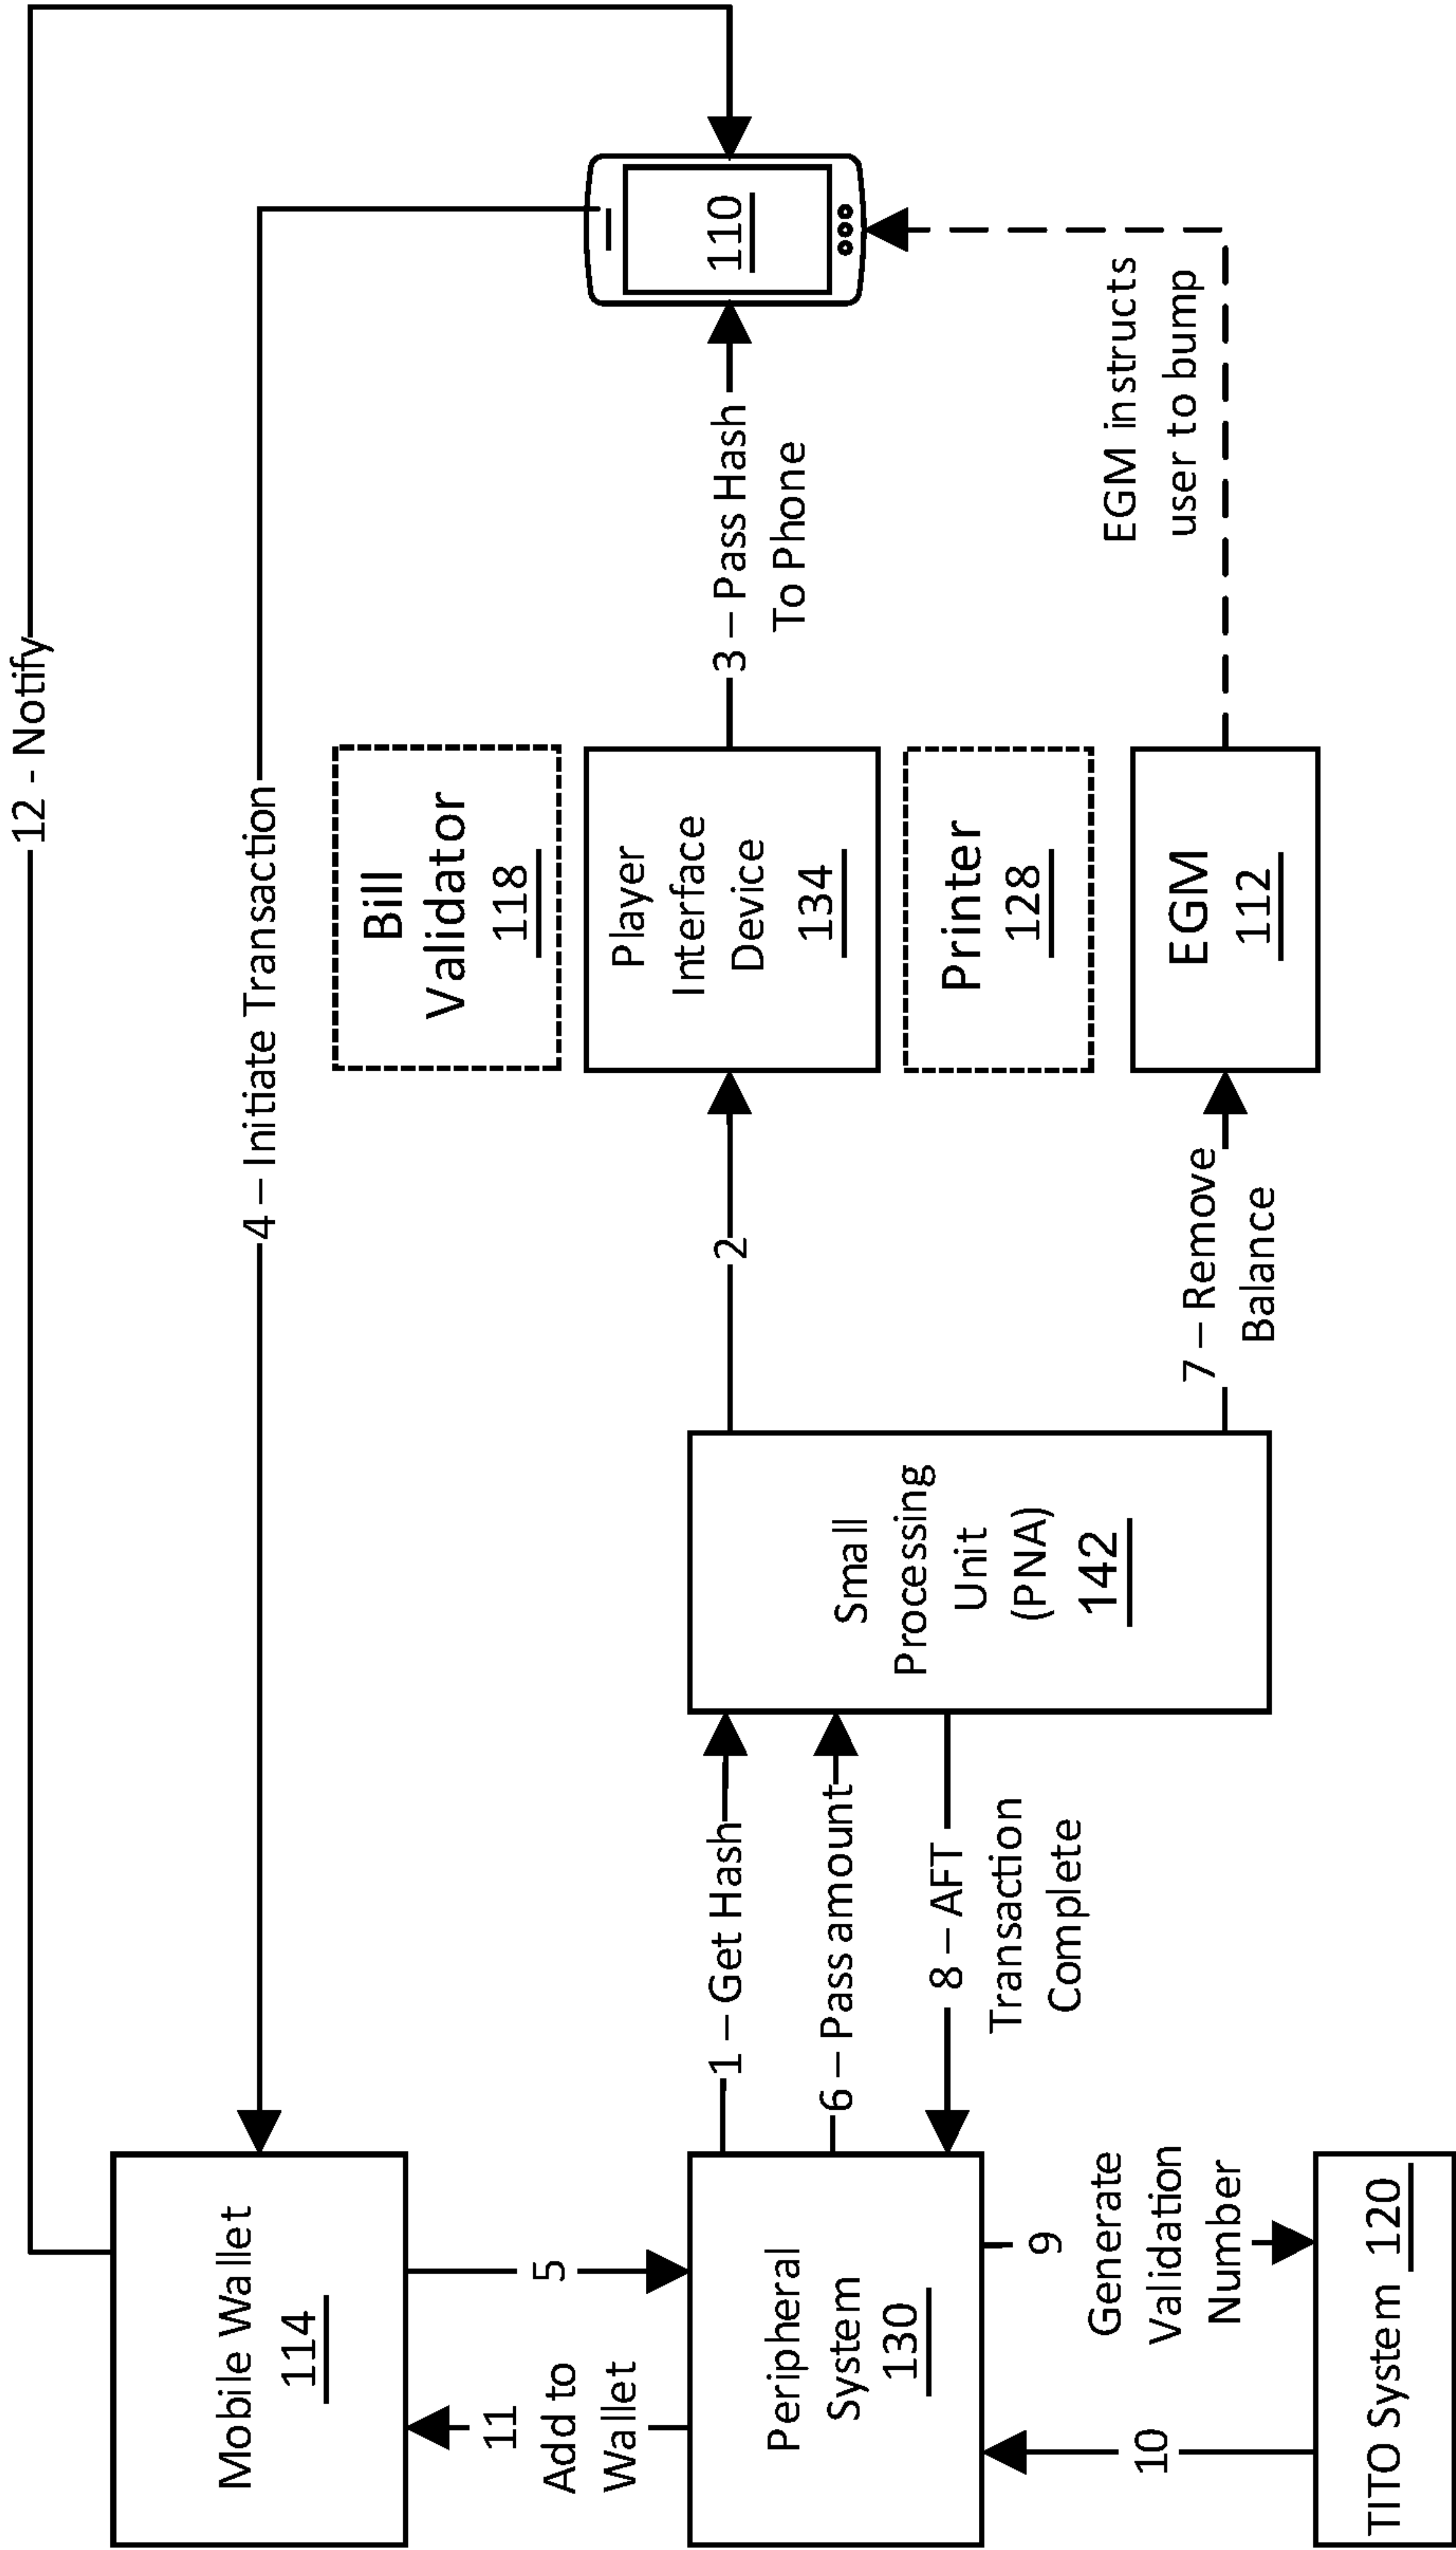 12 - Notify
4 – Initiate Transaction
Mobile Wallet
114
11
Add to
Wallet
5
Peripheral
System
130
10
9
Generate
Validation
Number
TITO System 120
1 – Get Hash
6 – Pass amount
8 – AFT
Transaction
Complete
Small
Processing
Unit
(PNA)
142
2
7 – Remove
Balance
Bill
Validator
118
Player
Interface
Device
134
Printer
128
EGM
112
3 – Pass Hash
To Phone
EGM instructs
user to bump
110